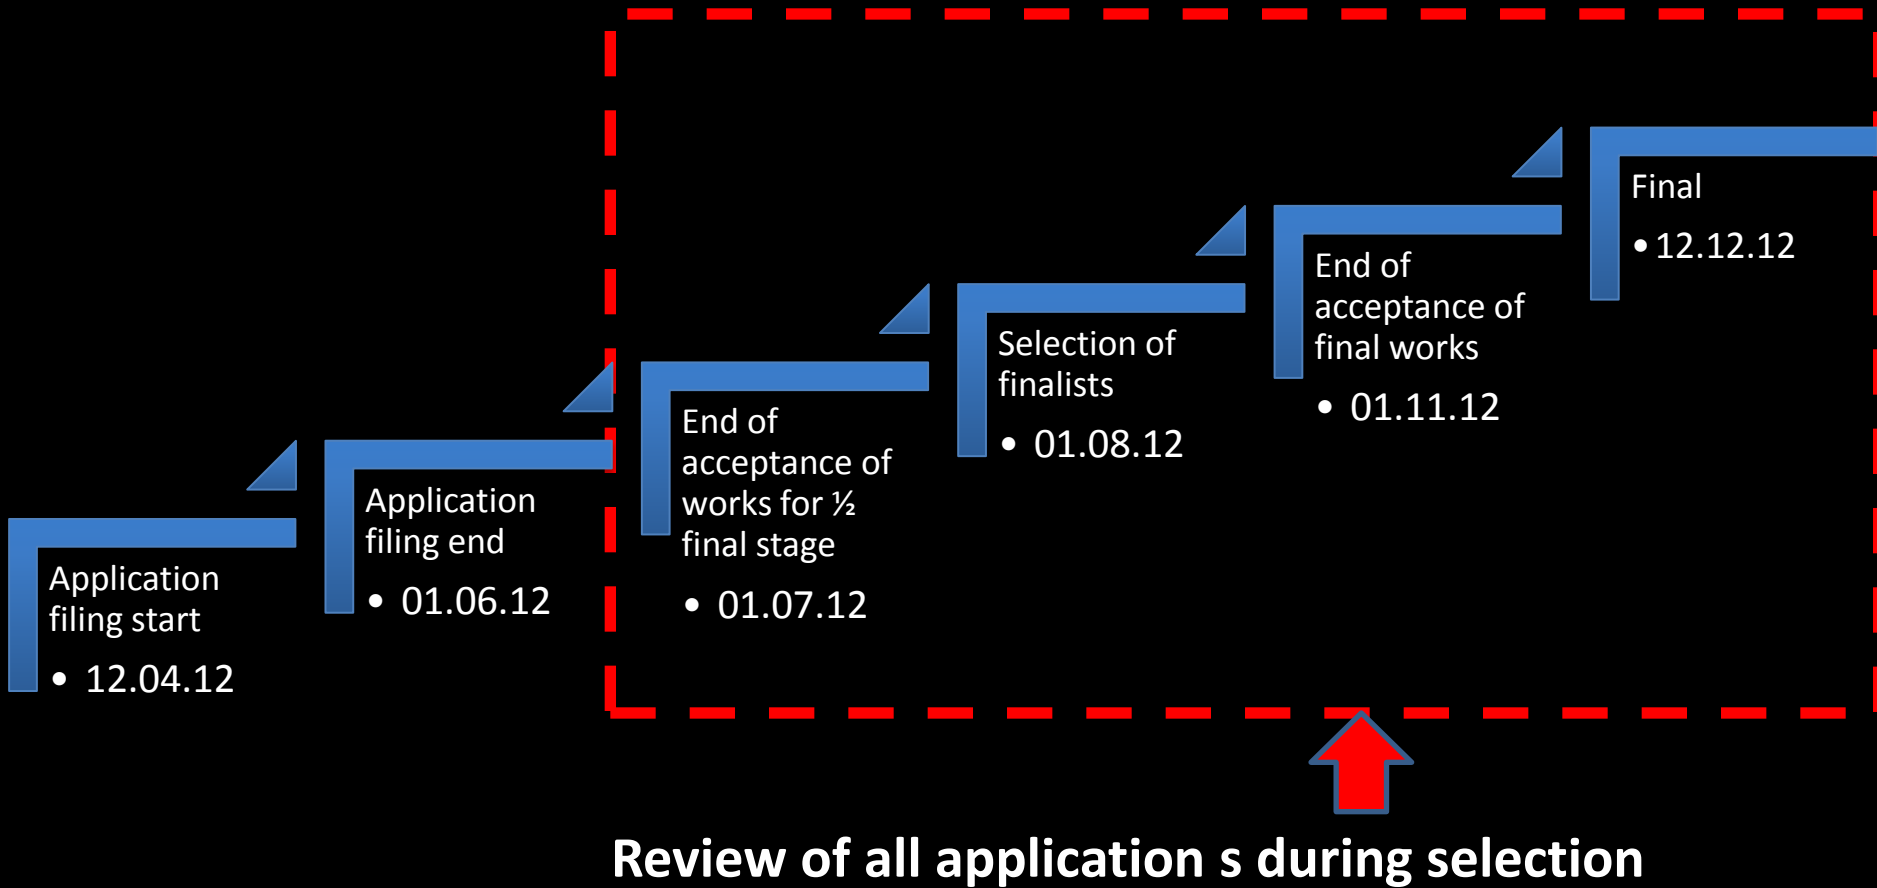 Application
filing start
• 12.04.12
Application
filing end
• 01.06.12
End of
acceptance of
works for ½
final stage
• 01.07.12
Selection of
finalists
• 01.08.12
End of
acceptance of
final works
• 01.11.12
Final
• 12.12.12
Review of all application s during selection